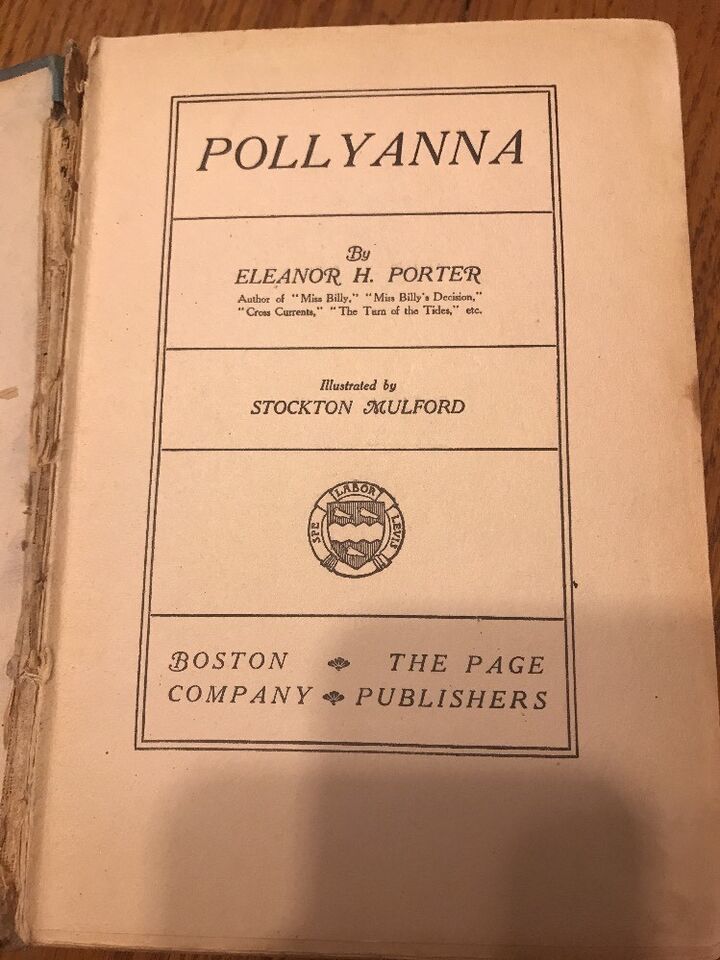 POLLYANNA
By
ELEANOR H. PORTER
Author of "Miss Billy," "Miss Billy's Decision,"
"Cross Currents," "The Turn of the Tides," etc.
Illustrated by
STOCKTON MULFORD
SPE LABOR LEVIS
BOSTON THE PAGE
COMPANY PUBLISHERS